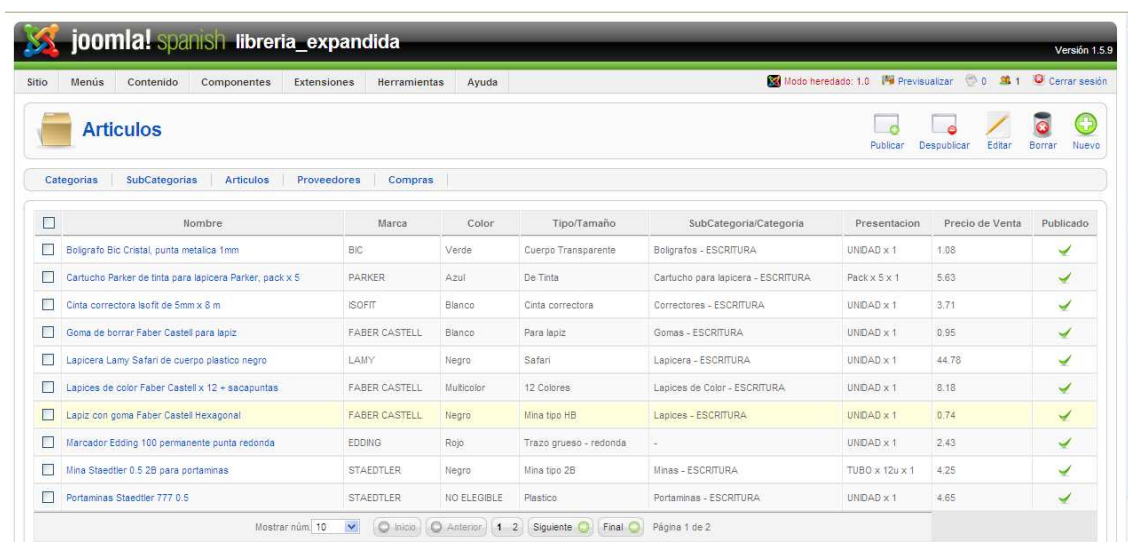 joomla! spanish libreria_expandida
Versión 1.5.9
Sitio Menús Contenido Componentes Extensiones Herramientas Ayuda Modo heredado: 1.0 Previsualizar 0 1 Cerrar sesión
Articulos
Publicar Despublicar Editar Borrar Nuevo
Categorias SubCategorias Articulos Proveedores Compras
Nombre Marca Color Tipo/Tamaño SubCategoria/Categoria Presentacion Precio de Venta Publicado
Boligrafo Bic Cristal, punta metalica 1mm BIC Verde Cuerpo Transparente Boligrafos - ESCRITURA UNIDAD x 1 1.08
Cartucho Parker de tinta para lapicera Parker, pack x 5 PARKER Azul De Tinta Cartucho para lapicera - ESCRITURA Pack x 5 x 1 5.63
Cinta correctora Isofit de 5mm x 8 m ISOFIT Blanco Cinta correctora Correctores - ESCRITURA UNIDAD x 1 3.71
Goma de borrar Faber Castell para lapiz FABER CASTELL Blanco Para lapiz Gomas - ESCRITURA UNIDAD x 1 0.95
Lapicera Lamy Safari de cuerpo plastico negro LAMY Negro Safari Lapicera - ESCRITURA UNIDAD x 1 44.78
Lapices de color Faber Castell x 12 + sacapuntas FABER CASTELL Multicolor 12 Colores Lapices de Color - ESCRITURA UNIDAD x 1 8.18
Lapiz con goma Faber Castell Hexagonal FABER CASTELL Negro Mina tipo HB Lapices - ESCRITURA UNIDAD x 1 0.74
Marcador Edding 100 permanente punta redonda EDDING Rojo Trazo grueso - redonda - UNIDAD x 1 2.43
Mina Staedtler 0.5 2B para portaminas STAEDTLER Negro Mina tipo 2B Minas - ESCRITURA TUBO x 12u x 1 4.25
Portaminas Staedtler 777 0.5 STAEDTLER NO ELEGIBLE Plastico Portaminas - ESCRITURA UNIDAD x 1 4.65
Mostrar núm. 10 Inicio Anterior 1 2 Siguiente Final Página 1 de 2